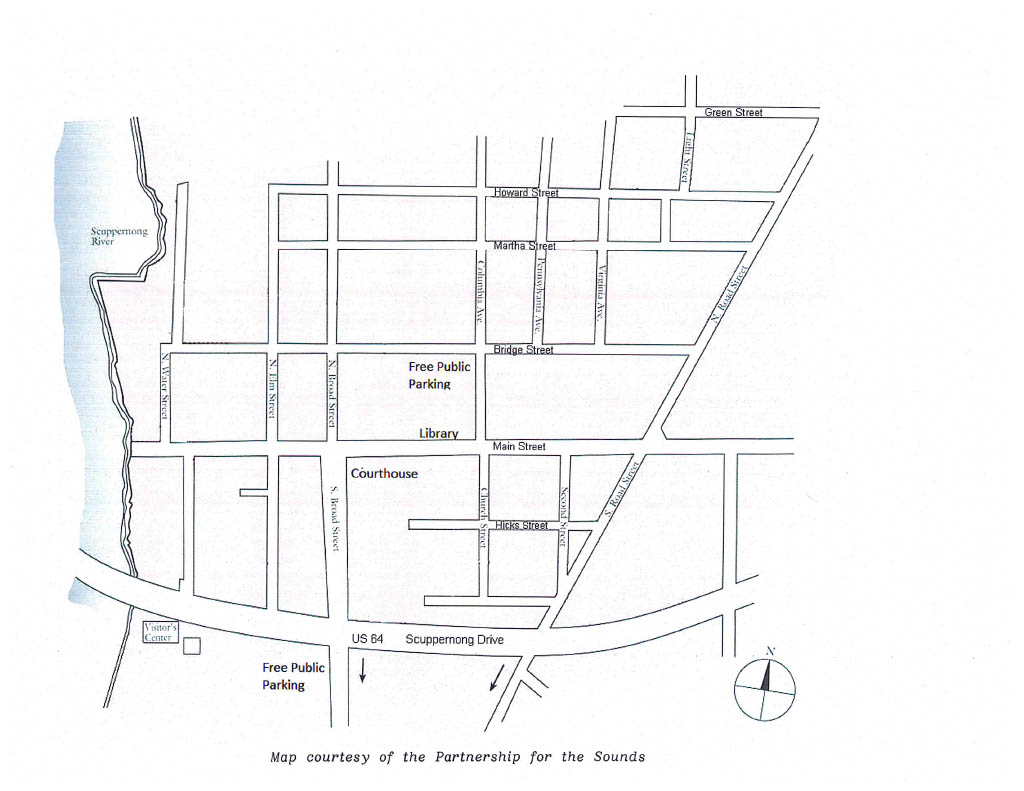 Green Street
Light Street
Howard Street
Scuppernong
River
Martha Street
Columbia Ave.
Pennsylvania Ave.
Virginia Ave.
N. Road Street
Bridge Street
N. Water Street
N. Elm Street
N. Broad Street
Free Public
Parking
Library
Main Street
Courthouse
S. Broad Street
Church Street
Second Street
S. Road Street
Hicks Street
Visitor's
Center
US 64
Scuppernong Drive
Free Public
Parking
N
Map courtesy of the Partnership for the Sounds